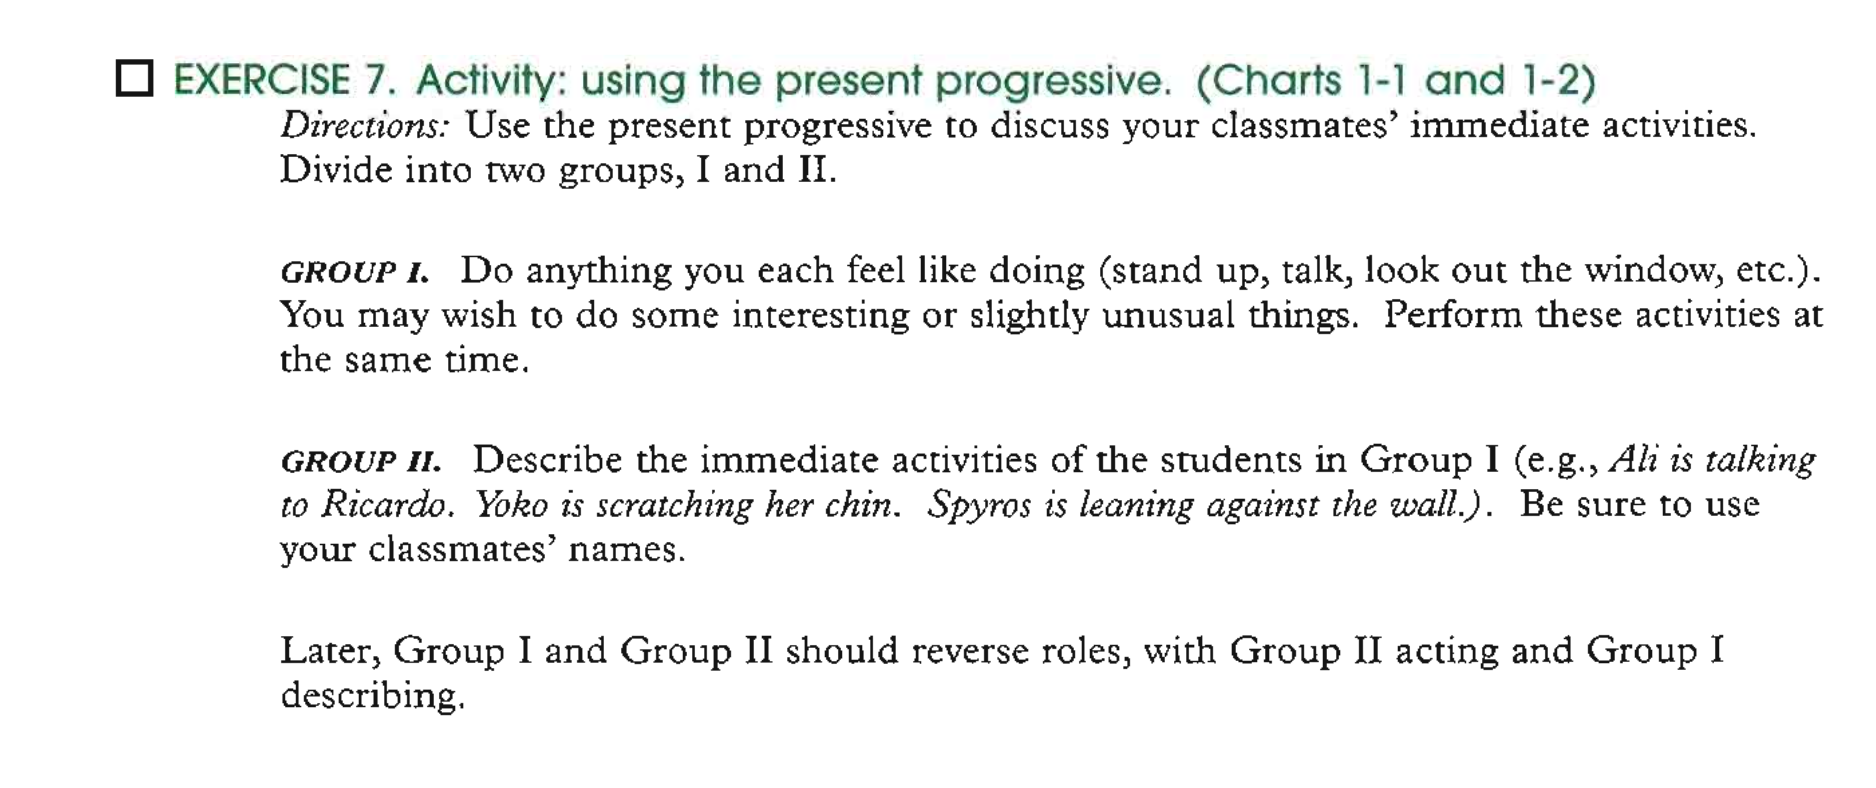 EXERCISE 7. Activity: using the present progressive. (Charts 1-1 and 1-2)
Directions: Use the present progressive to discuss your classmates' immediate activities.
Divide into two groups, I and II.
GROUP I. Do anything you each feel like doing (stand up, talk, look out the window, etc.).
You may wish to do some interesting or slightly unusual things. Perform these activities at
the same time.
GROUP II. Describe the immediate activities of the students in Group I (e.g., Ali is talking
to Ricardo. Yoko is scratching her chin. Spyros is leaning against the wall.). Be sure to use
your classmates' names.
Later, Group I and Group II should reverse roles, with Group II acting and Group I
describing.